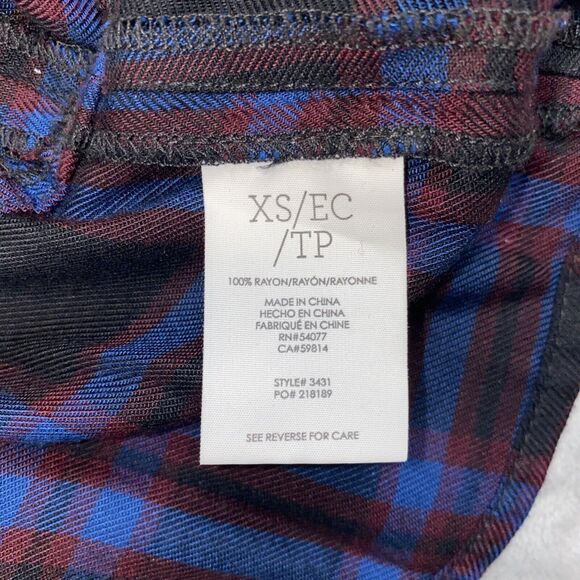 XS/EC
/TP
100% RAYON/RAYÓN/RAYONNE
MADE IN CHINA
HECHO EN CHINA
FABRIQUÉ EN CHINE
RN#54077
CA#59814
STYLE# 3431
PO# 218189
SEE REVERSE FOR CARE